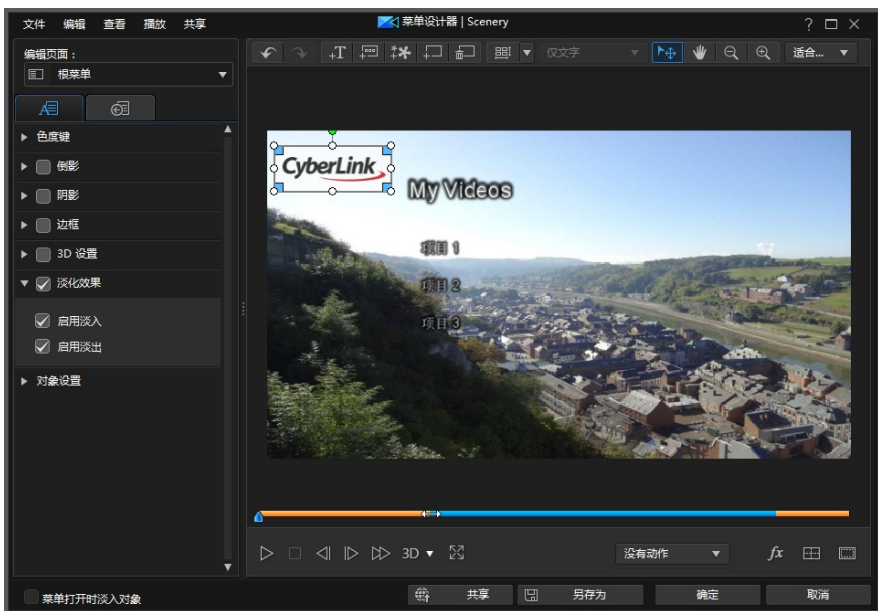 文件 编辑 查看 播放 共享
菜单设计器 | Scenery
?
编辑页面：
根菜单
仅文字
适合...
色度键
倒影
阴影
边框
3D 设置
淡化效果
启用淡入
启用淡出
对象设置
CyberLink
My Videos
项目 1
项目 2
项目 3
3D
没有动作
fx
菜单打开时淡入对象
共享
另存为
确定
取消